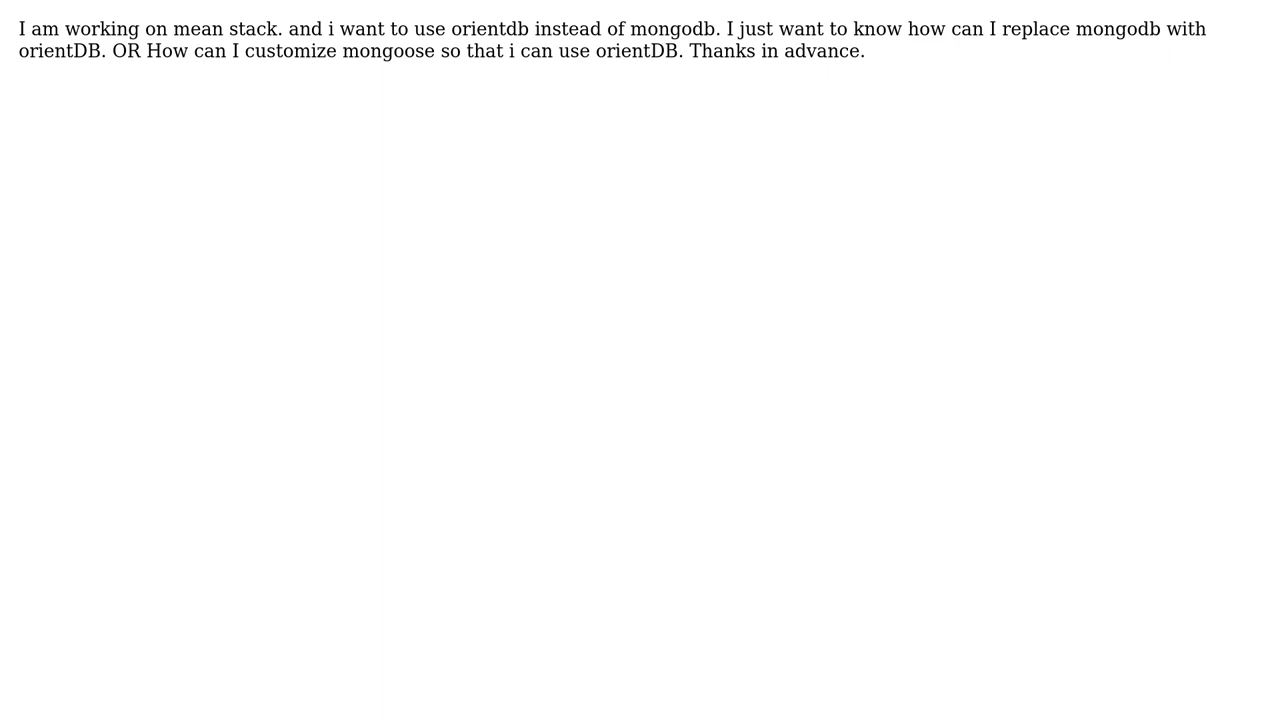 I am working on mean stack. and i want to use orientdb instead of mongodb. I just want to know how can I replace mongodb with
orientDB. OR How can I customize mongoose so that i can use orientDB. Thanks in advance.